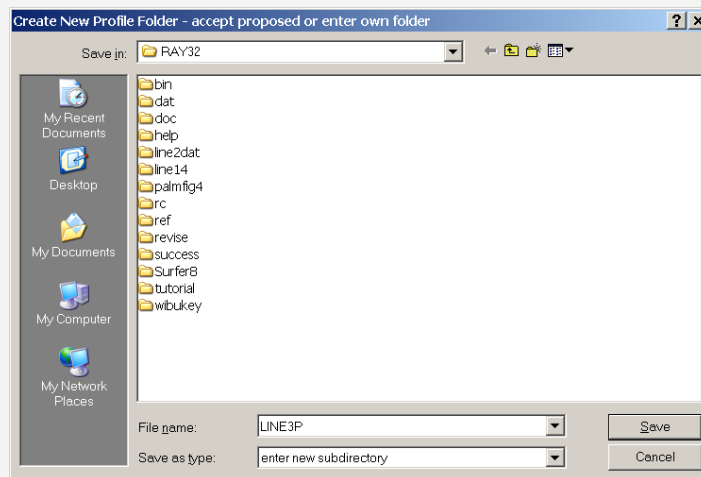 Create New Profile Folder - accept proposed or enter own folder
Save in: RAY32
My Recent
Documents
Desktop
My Documents
My Computer
My Network
Places
bin
dat
doc
help
line2dat
line14
palmfig4
rc
ref
revise
success
Surfer8
tutorial
wibukey
File name: LINE3P Save
Save as type: enter new subdirectory Cancel